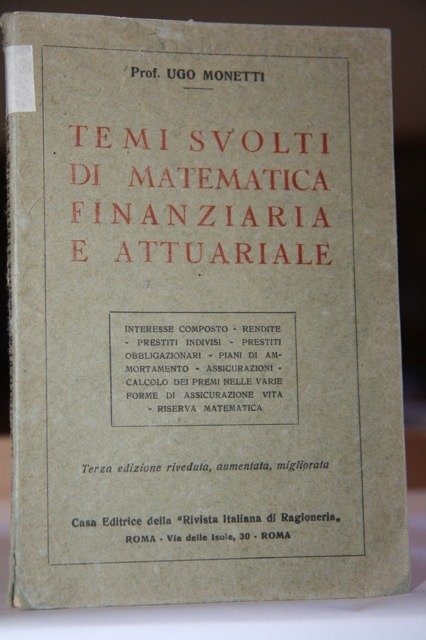 Prof. UGO MONETTI
TEMI SVOLTI
DI MATEMATICA
FINANZIARIA
E ATTUARIALE
INTERESSE COMPOSTO - RENDITE
- PRESTITI INDIVISI - PRESTITI
OBBLIGAZIONARI - PIANI DI AM-
MORTAMENTO - ASSICURAZIONI -
CALCOLO DEI PREMI NELLE VARIE
FORME DI ASSICURAZIONE VITA
- RISERVA MATEMATICA
Terza edizione riveduta, aumentata, migliorata
Casa Editrice della "Rivista Italiana di Ragioneria„
ROMA - Via delle Isole, 30 - ROMA